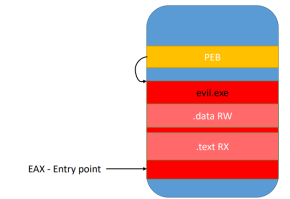 PEB
evil.exe
.data RW
.text RX
EAX - Entry point